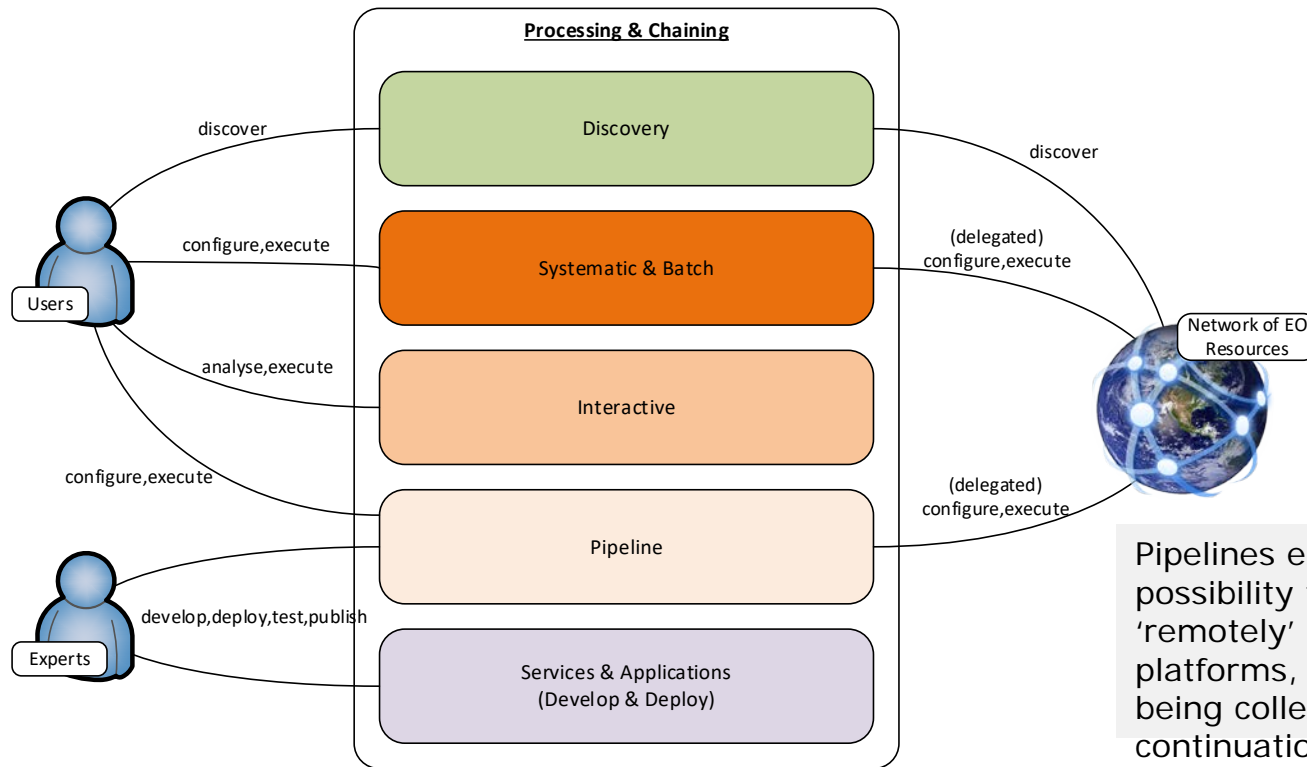 Processing & Chaining
Discovery
discover
discover
Systematic & Batch
configure,execute
(delegated)
configure,execute
Users
Network of EO
Resources
Interactive
analyse,execute
configure,execute
Pipeline
(delegated)
configure,execute
develop,deploy,test,publish
Experts
Services & Applications
(Develop & Deploy)
Pipelines
possibility
‘remotely’
platforms,
being
continuatio